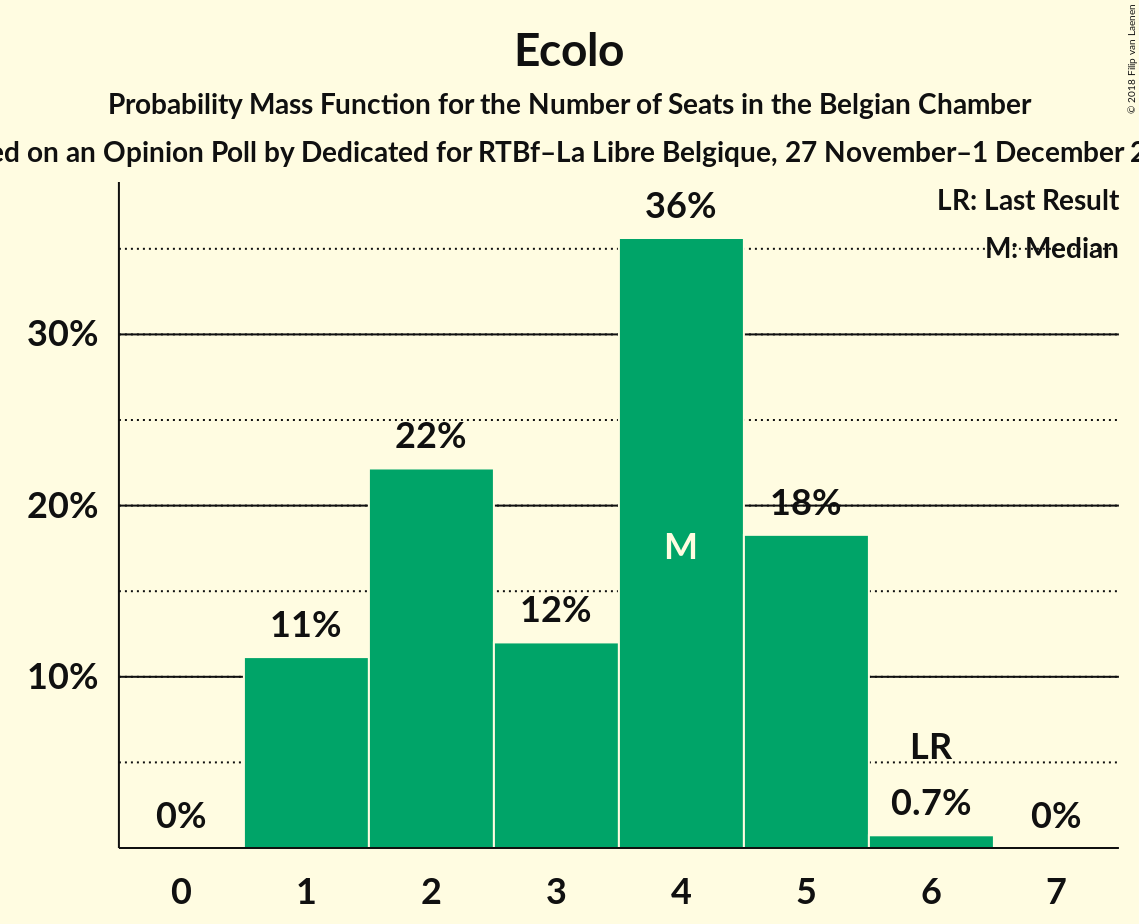 Ecolo
Probability Mass Function for the Number of Seats in the Belgian Chamber
on an Opinion Poll by Dedicated for RTBf–La Libre Belgique, 27 November–1 December
© 2018 Filip van Laenen
LR: Last Result
M: Median
36%
30%
22%
20%
18%
M
12%
11%
10%
LR
0.7%
0%
0%
0 1 2 3 4 5 6 7